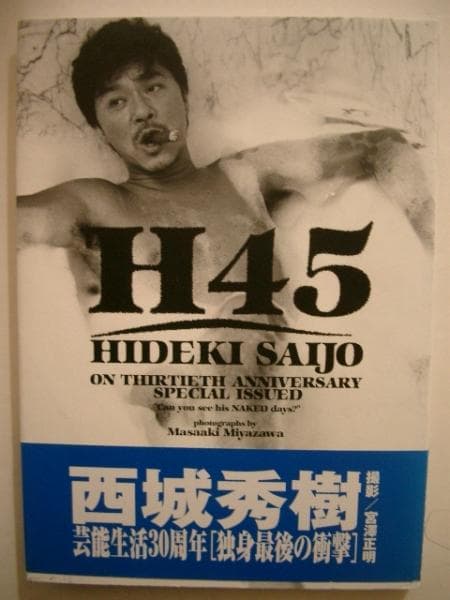 H45
HIDEKI SAIJO
ON THIRTIETH ANNIVERSARY
SPECIAL ISSUED
"Can you see his NAKED days?"
photographs by
Masaaki Miyazawa
西城秀樹
芸能生活30周年[独身最後の衝撃]
撮影/宮澤正明